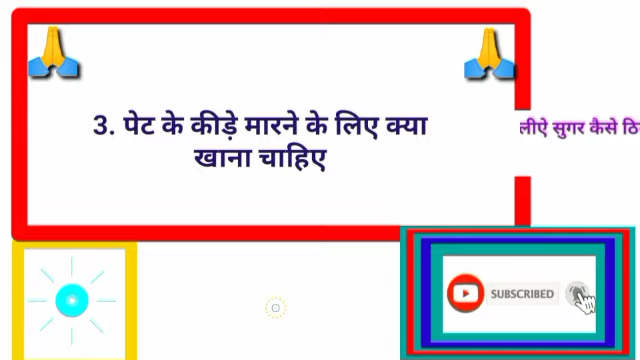 3. पेट के कीड़े मारने के लिए क्या
खाना चाहिए
सुगर कैसे
SUBSCRIBED